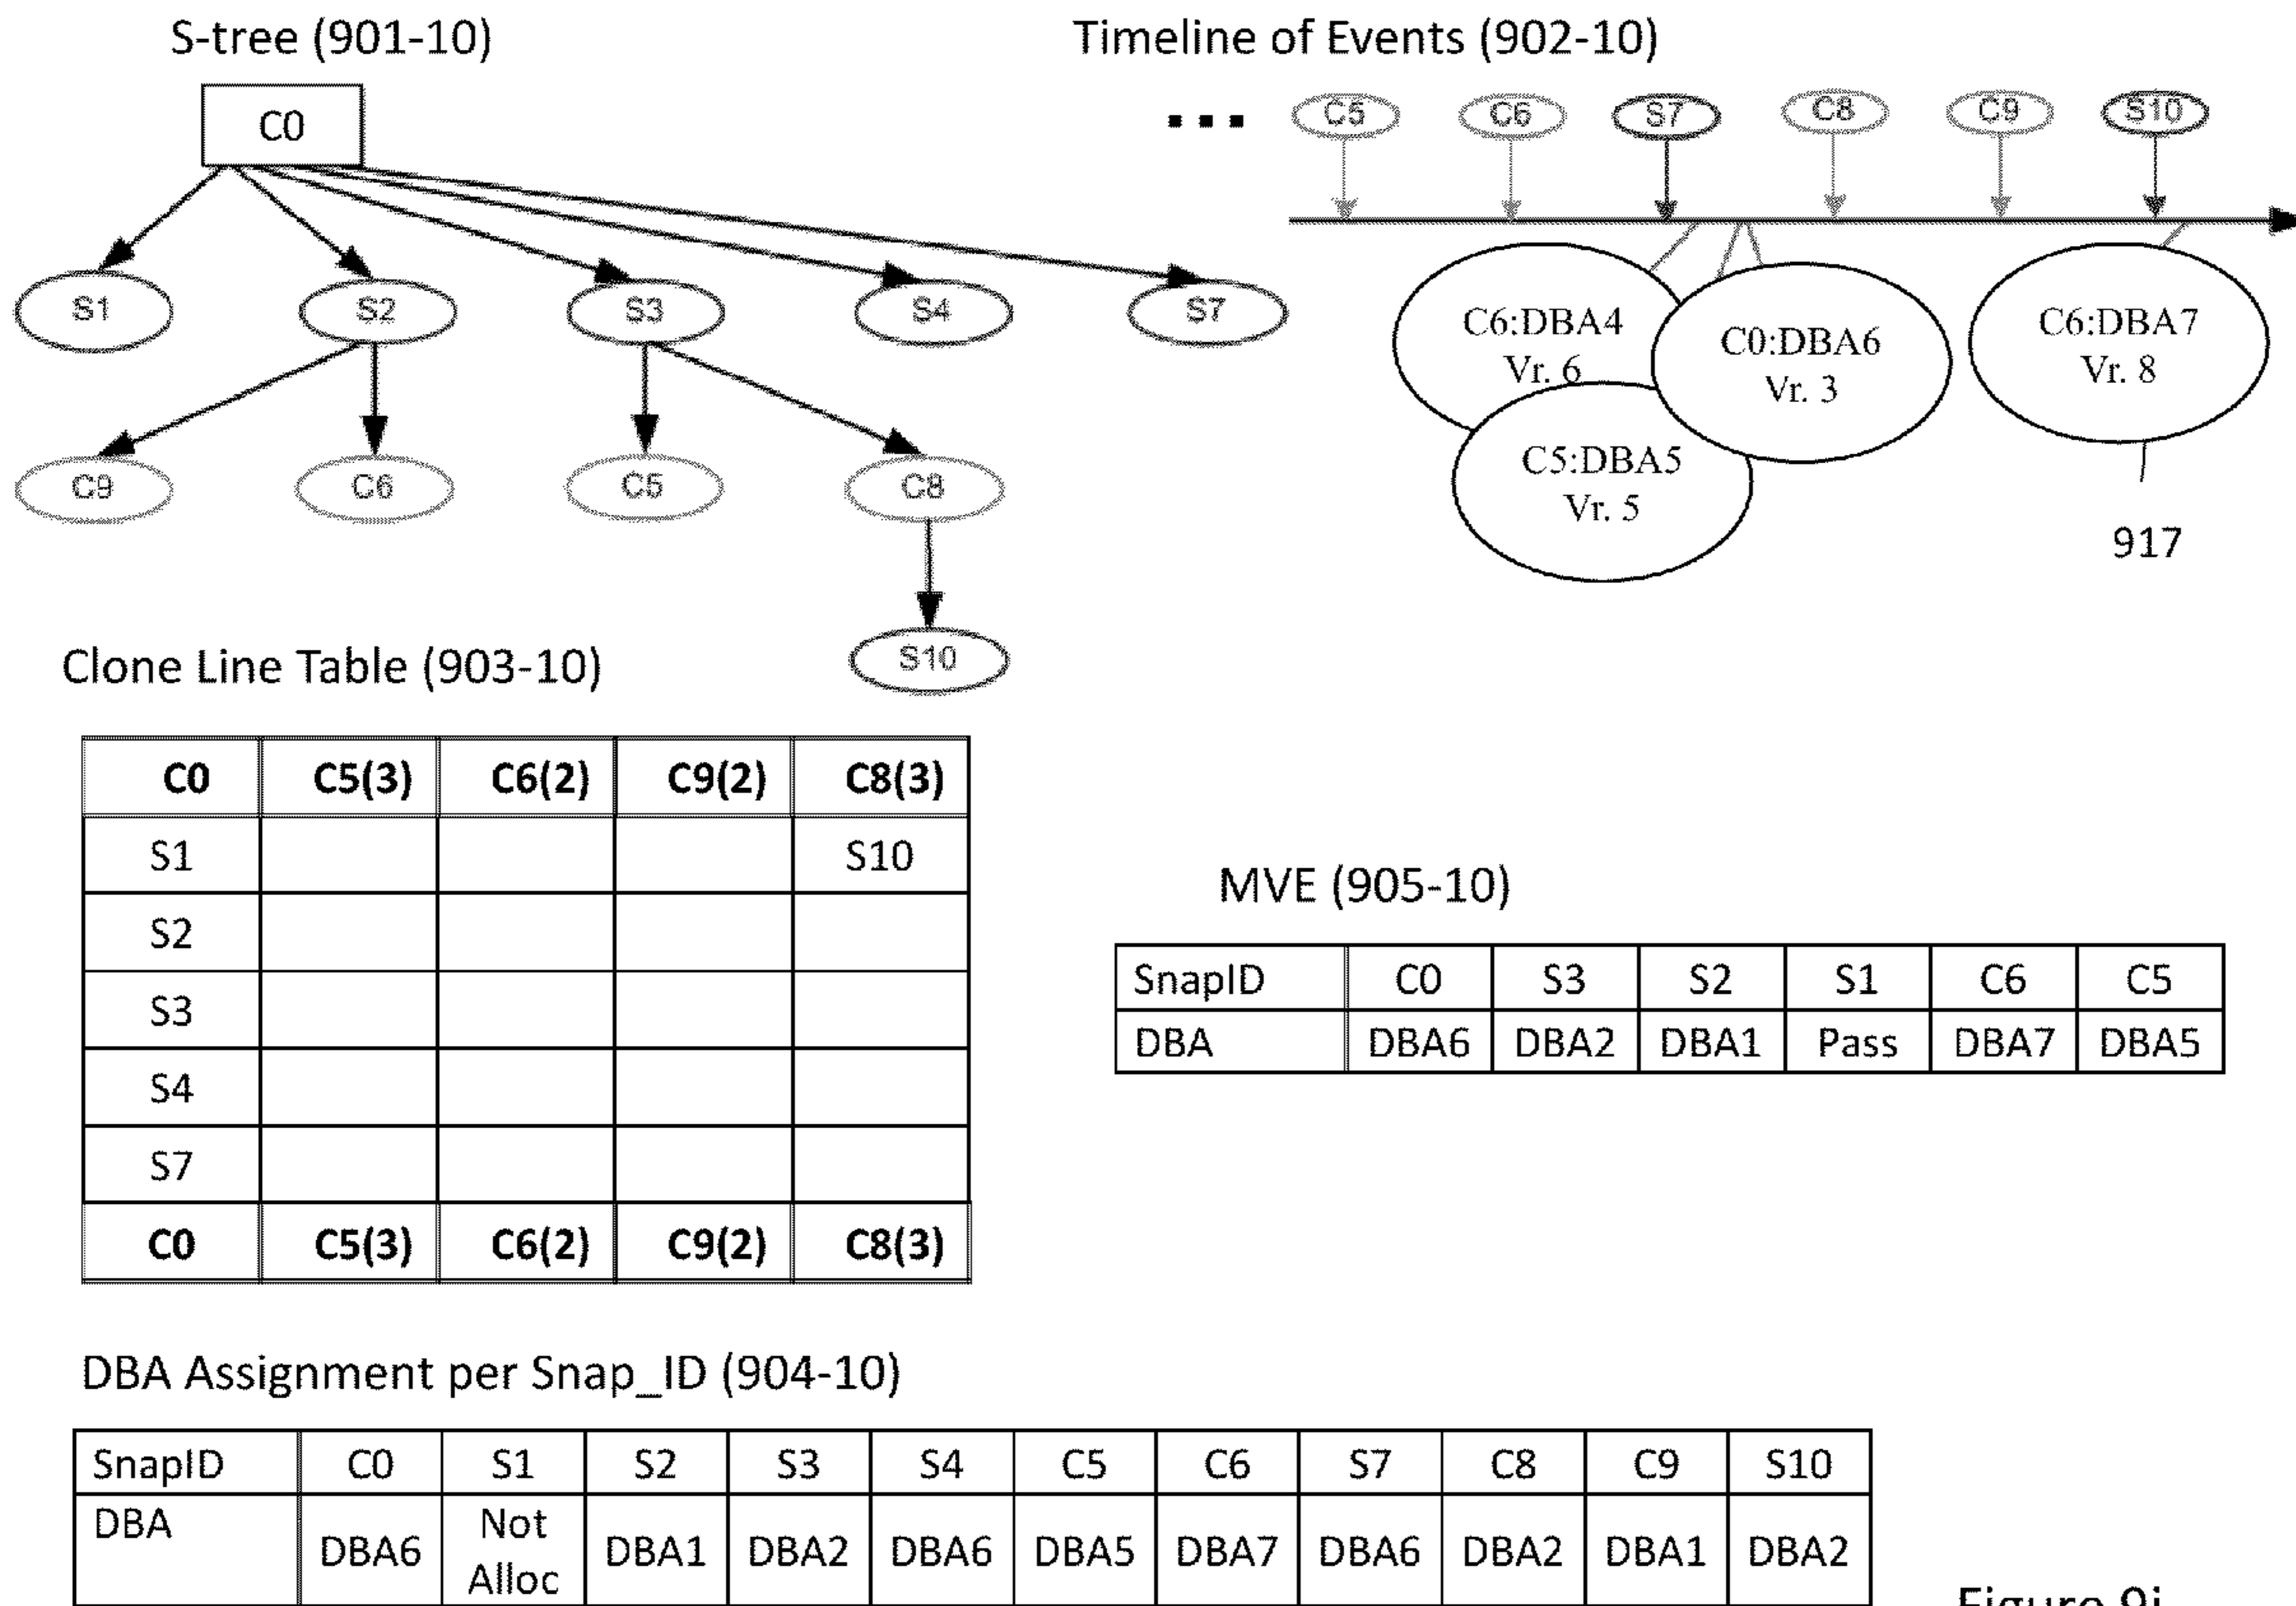 S-tree (901-10)
C0
S1 S2 S3 S4 S7
C9 C6 C5 C8
S10
Timeline of Events (902-10)
... C5 C6 S7 C8 C9 S10
C6:DBA4
Vr. 6
C0:DBA6
Vr. 3
C6:DBA7
Vr. 8
C5:DBA5
Vr. 5
917
Clone Line Table (903-10)
C0 C5(3) C6(2) C9(2) C8(3)
S1 S10
S2
S3
S4
S7
C0 C5(3) C6(2) C9(2) C8(3)
MVE (905-10)
SnapID C0 S3 S2 S1 C6 C5
DBA DBA6 DBA2 DBA1 Pass DBA7 DBA5
DBA Assignment per Snap_ID (904-10)
SnapID C0 S1 S2 S3 S4 C5 C6 S7 C8 C9 S10
DBA DBA6 Not Alloc DBA1 DBA2 DBA6 DBA5 DBA7 DBA6 DBA2 DBA1 DBA2
Figure 9j